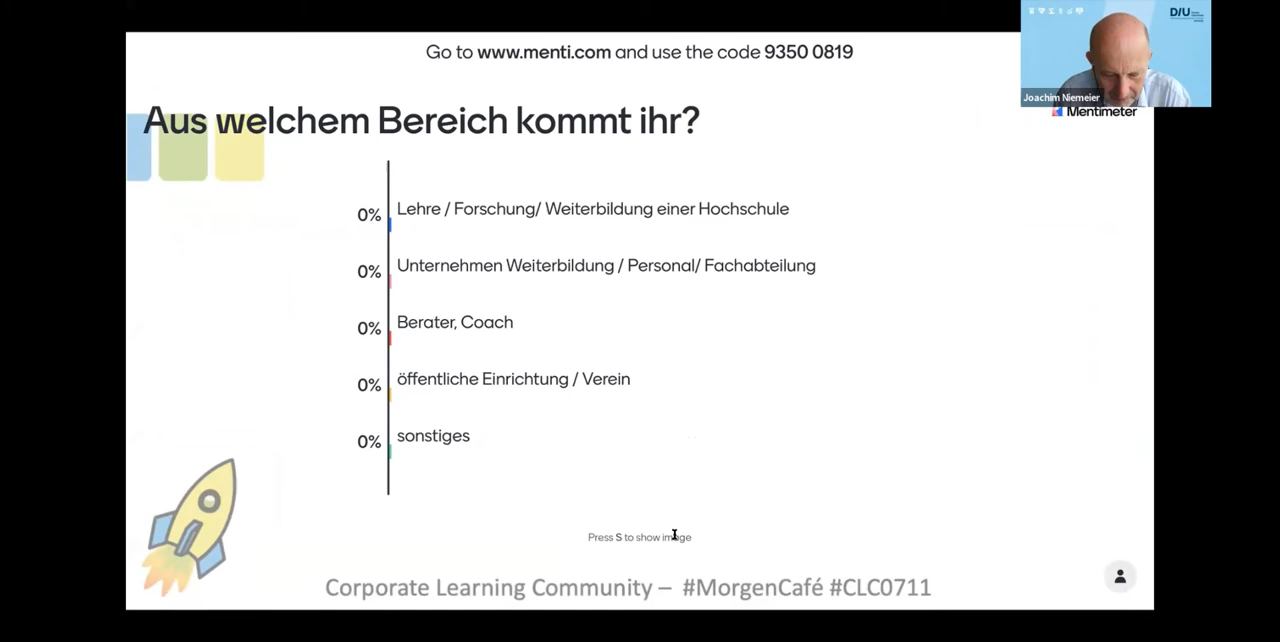 Go to www.menti.com and use the code 9350 0819
DIU
Joachim Niemeier
Mentimeter
Aus welchem Bereich kommt ihr?
0% Lehre / Forschung/ Weiterbildung einer Hochschule
0% Unternehmen Weiterbildung / Personal/ Fachabteilung
0% Berater, Coach
0% öffentliche Einrichtung / Verein
0% sonstiges
Press S to show image
Corporate Learning Community – #MorgenCafé #CLC0711